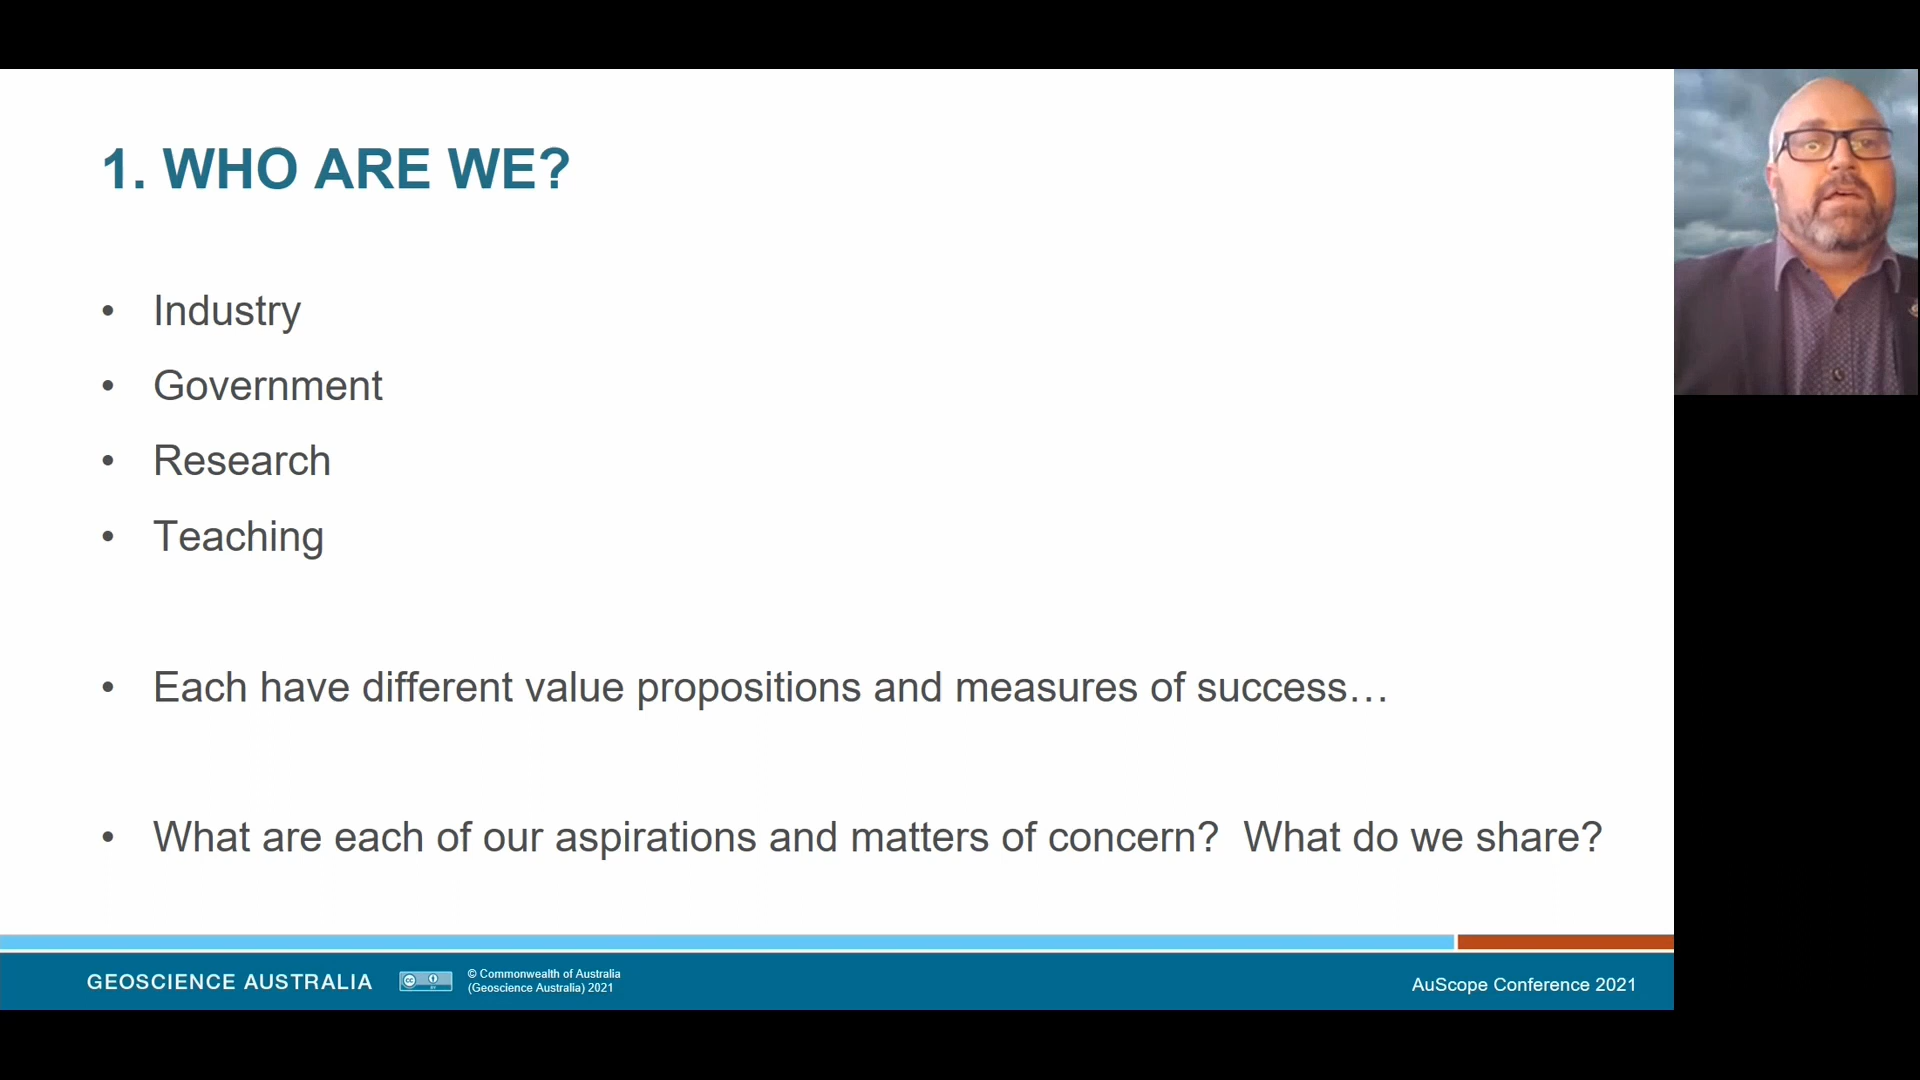 1. WHO ARE WE?
• Industry
• Government
• Research
• Teaching
• Each have different value propositions and measures of success…
• What are each of our aspirations and matters of concern?  What do we share?
GEOSCIENCE AUSTRALIA
© Commonwealth of Australia
(Geoscience Australia) 2021
AuScope Conference 2021